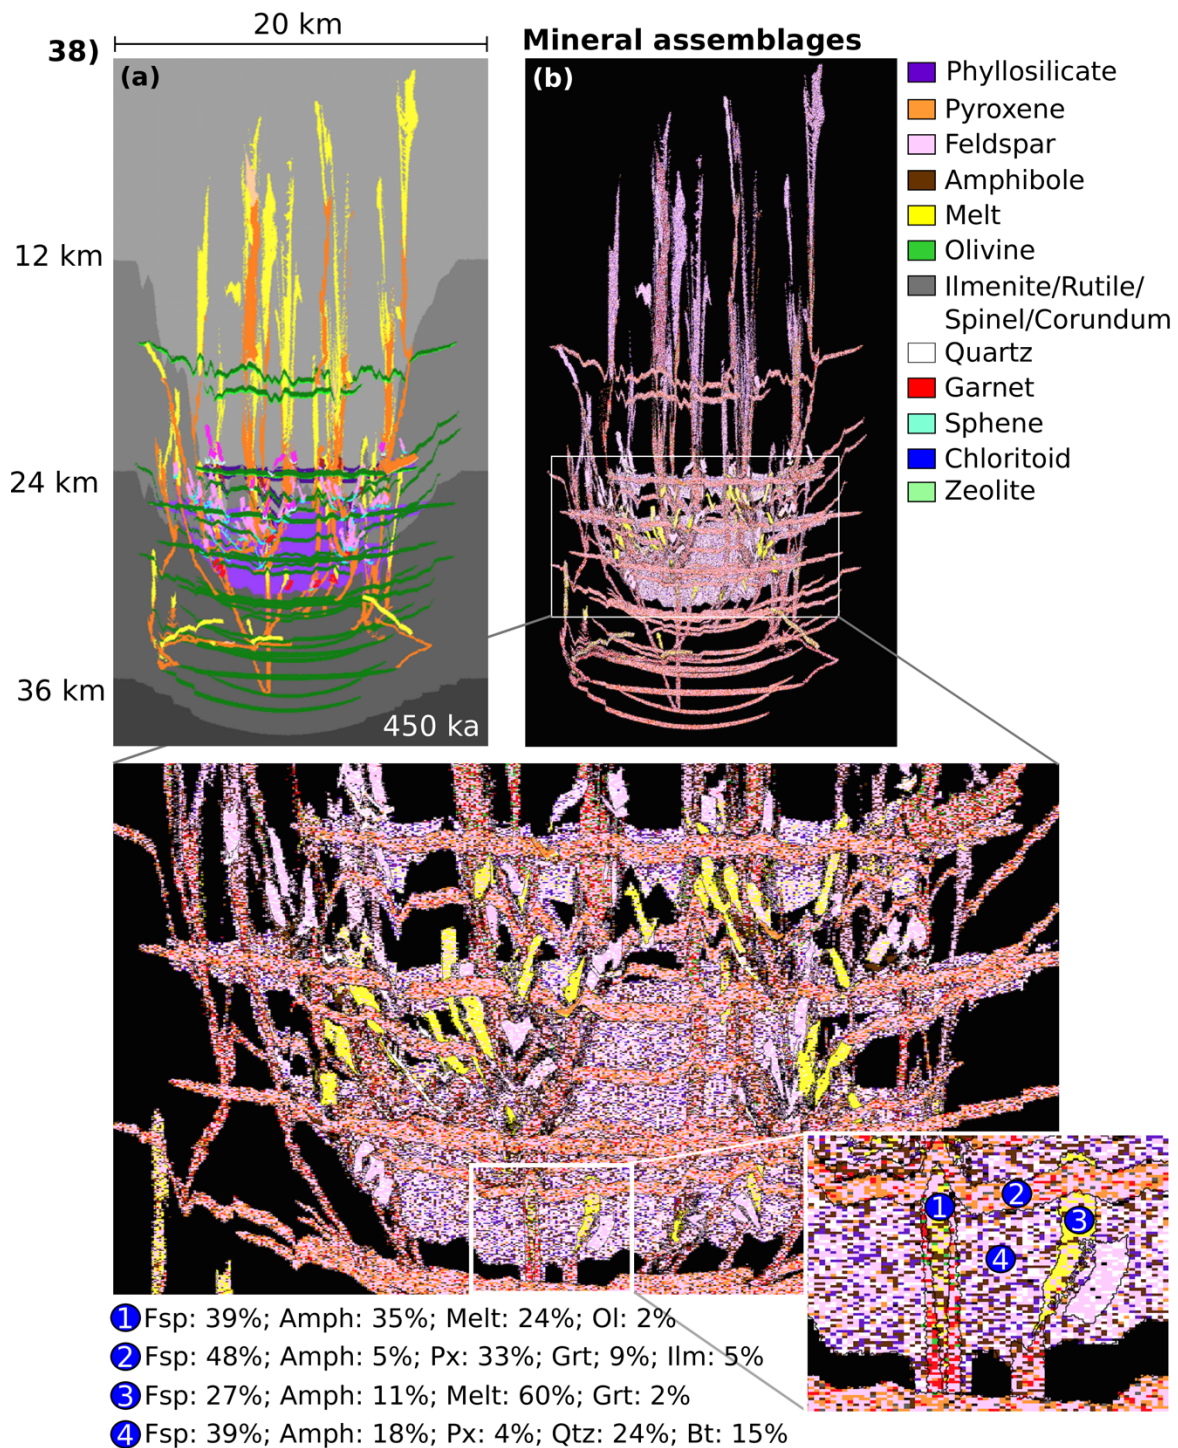 20 km
38)
Mineral assemblages
(a)
(b)
Phyllosilicate
Pyroxene
Feldspar
Amphibole
Melt
Olivine
Ilmenite/Rutile/
Spinel/Corundum
Quartz
Garnet
Sphene
Chloritoid
Zeolite
12 km
24 km
36 km
450 ka
1
2
3
4
1 Fsp: 39%; Amph: 35%; Melt: 24%; Ol: 2%
2 Fsp: 48%; Amph: 5%; Px: 33%; Grt; 9%; Ilm: 5%
3 Fsp: 27%; Amph: 11%; Melt: 60%; Grt: 2%
4 Fsp: 39%; Amph: 18%; Px: 4%; Qtz: 24%; Bt: 15%